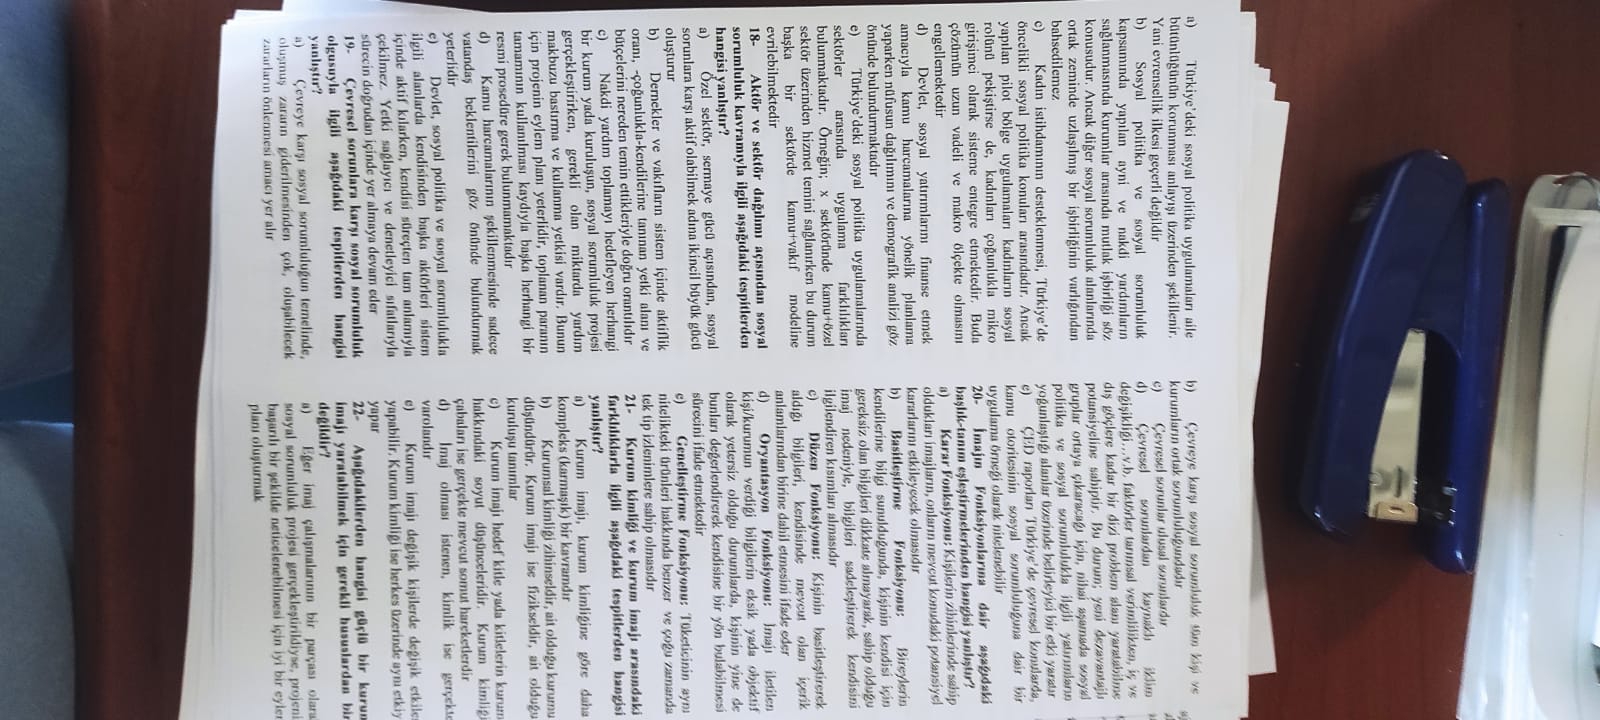 a) Türkiye'deki sosyal politika uygulamaları aile
bütünlüğünün korunması anlayışı üzerinden şekillenir.
Yani evrensellik ilkesi geçerli değildir
b) Sosyal politika ve sosyal sorumluluk
kapsamında yapılan ayni ve nakdi yardımların
sağlanmasında kurumlar arasında mutlak işbirliği söz
konusudur. Ancak diğer sosyal sorumluluk alanlarında
ortak zeminde uzlaşılmış bir işbirliğinin varlığından
bahsedilemez
c) Kadın istihdamının desteklenmesi, Türkiye'de
öncelikli sosyal politika konuları arasındadır. Ancak
yapılan pilot bölge uygulamaları kadınların sosyal
rolünü pekiştirse de, kadınları çoğunlukla mikro
girişimci olarak sisteme entegre etmektedir. Buda
çözümün uzun vadeli ve makro ölçekte olmasını
engellemektedir
d) Devlet, sosyal yatırımlarını finanse etmek
amacıyla kamu harcamalarına yönelik planlama
yaparken nüfusun dağılımını ve demografik analizi göz
önünde bulundurmaktadır
e) Türkiye'deki sosyal politika uygulamalarında
sektörler arasında uygulama farklılıkları
bulunmaktadır. Örneğin; x sektöründe kamu+özel
sektör üzerinden hizmet temini sağlanırken bu durum
başka bir sektörde kamu+vakıf modeline
evrilebilmektedir
18- Aktör ve sektör dağılımı açısından sosyal
sorumluluk kavramıyla ilgili aşağıdaki tespitlerden
hangisi yanlıştır?
a) Özel sektör, sermaye gücü açısından, sosyal
sorunlara karşı aktif olabilmek adına ikincil büyük gücü
oluşturur
b) Dernekler ve vakıfların sistem içinde aktiflik
oranı, -çoğunlukla-kendilerine tanınan yetki alanı ve
bütçelerini nereden temin ettikleriyle doğru orantılıdır
c) Nakdi yardım toplamayı hedefleyen herhangi
bir kurum yada kuruluşun, sosyal sorumluluk projesi
gerçekleştirirken, gerekli olan miktarda yardım
makbuzu bastırma ve kullanma yetkisi vardır. Bunun
için projenin eylem planı yeterlidir, toplanan paranın
tamamının kullanılması kaydıyla başka herhangi bir
resmi prosedüre gerek bulunmamaktadır
d) Kamu harcamalarının şekillenmesinde sadece
vatandaş beklentilerini göz önünde bulundurmak
yeterlidir
e) Devlet, sosyal politika ve sosyal sorumlulukla
ilgili alanlarda kendisinden başka aktörleri sistem
içinde aktif kılarken, kendisi süreçten tam anlamıyla
çekilmez. Yetki sağlayıcı ve denetleyici sıfatlarıyla
sürecin doğrudan içinde yer almaya devam eder
19- Çevresel sorunlara karşı sosyal sorumluluk
olgusuyla ilgili aşağıdaki tespitlerden hangisi
yanlıştır?
a) Çevreye karşı sosyal sorumluluğun temelinde,
oluşmuş zararın giderilmesinden çok, oluşabilecek
zararların önlenmesi amacı yer alır
b) Çevreye karşı sosyal sorumluluk tüm kişi ve
kurumların ortak sorumluluğundadır
c) Çevresel sorunlar ulusal sorunlardır
d) Çevresel sorunlardan kaynaklı iklim
değişikliği...v.b. faktörler tarımsal verimlilikten, iç ve
dış göçlere kadar bir dizi problem alanı yaratabilme
potansiyeline sahiptir. Bu durum; yeni dezavantajlı
gruplar ortaya çıkaracağı için, nihai aşamada sosyal
politika ve sosyal sorumlulukla ilgili yatırımların
yoğunlaştığı alanlar üzerinde belirleyici bir etki yaratır
e) ÇED raporları Türkiye'de çevresel konularda,
kamu otoritesinin sosyal sorumluluğuna dair bir
uygulama örneği olarak nitelenebilir
20- İmajın Fonksiyonlarına dair aşağıdaki
başlık-tanım eşleştirmelerinden hangisi yanlıştır?
a) Karar Fonksiyonu: Kişilerin zihinlerinde sahip
oldukları imajların, onların mevcut konudaki potansiyel
kararlarını etkileyecek olmasıdır
b) Basitleştirme Fonksiyonu: Bireylerin
kendilerine bilgi sunulduğunda, kişinin kendisi için
gereksiz olan bilgileri dikkate almayarak, sahip olduğu
imaj nedeniyle, bilgileri sadeleştirerek kendisini
ilgilendiren kısımları almasıdır
c) Düzen Fonksiyonu: Kişinin basitleştirerek
aldığı bilgileri, kendisinde mevcut olan içerik
anlamlarından birine dahil etmesini ifade eder
d) Oryantasyon Fonksiyonu: İmajı iletilen
kişi/kurumun verdiği bilgilerin eksik yada objektif
olarak yetersiz olduğu durumlarda, kişinin yine de
bunları değerlendirerek kendisine bir yön bulabilmesi
sürecini ifade etmektedir
e) Genelleştirme Fonksiyonu: Tüketicinin aynı
nitelikteki ürünleri hakkında benzer ve çoğu zamanda
tek tip izlenimlere sahip olmasıdır
21- Kurum kimliği ve kurum imajı arasındaki
farklılıklarla ilgili aşağıdaki tespitlerden hangisi
yanlıştır?
a) Kurum imajı, kurum kimliğine göre daha
kompleks (karmaşık) bir kavramdır
b) Kurumsal kimliği zihinseldir, ait olduğu kurumu
düşündürür. Kurum imajı ise fizikseldir, ait olduğu
kuruluşu tanımlar
c) Kurum imajı hedef kitle yada kitlelerin kurum
hakkındaki soyut düşünceleridir. Kurum kimliği
çabaları ise gerçekte mevcut somut hareketlerdir
d) İmaj olması istenen, kimlik ise gerçekte
varolandır
e) Kurum imajı değişik kişilerde değişik etkiler
yapabilir. Kurum kimliği ise herkes üzerinde aynı etkiy
yapar
22- Aşağıdakilerden hangisi güçlü bir kurum
imajı yaratabilmek için gerekli hususlardan bir
değildir?
a) Eğer imaj çalışmalarının bir parçası olara
sosyal sorumluluk projesi gerçekleştirildiyse, projeni
başarılı bir şekilde neticelenebilmesi için iyi bir eylem
planı oluşturmak